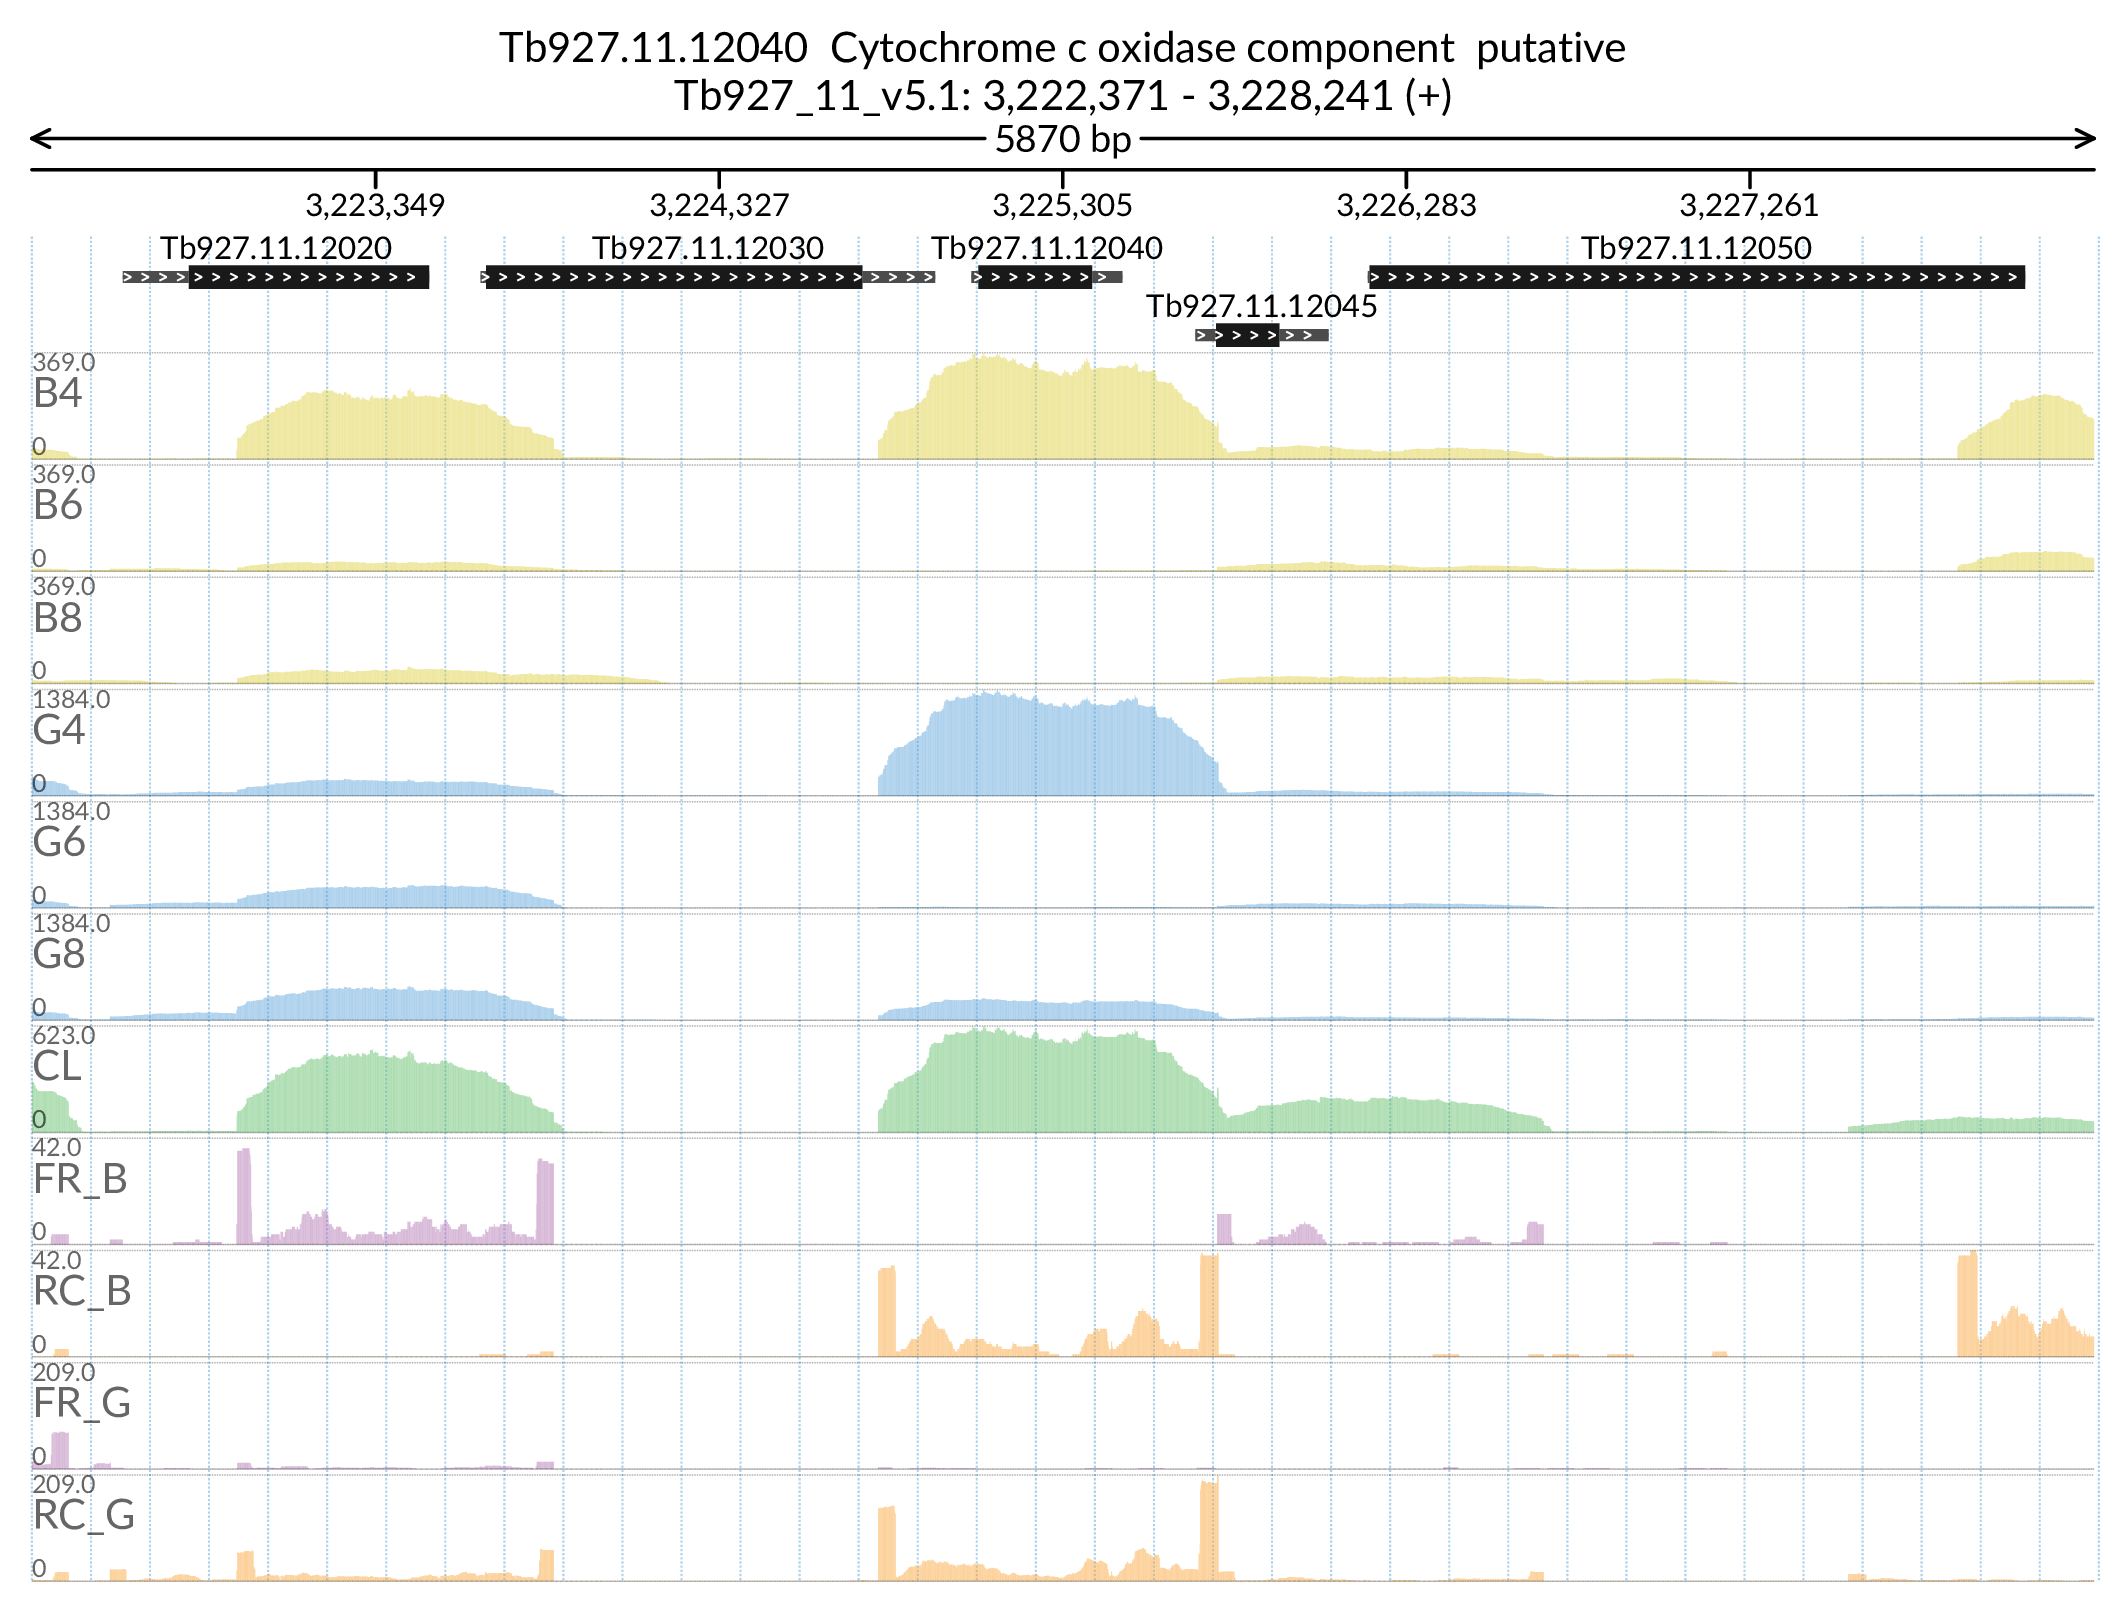 Tb927.11.12040  Cytochrome c oxidase component  putative
Tb927_11_v5.1: 3,222,371 - 3,228,241 (+)
5870 bp
3,223,349 3,224,327 3,225,305 3,226,283 3,227,261
Tb927.11.12020 Tb927.11.12030 Tb927.11.12040 Tb927.11.12050
Tb927.11.12045
369.0
B4
0
369.0
B6
0
369.0
B8
0
1384.0
G4
0
1384.0
G6
0
1384.0
G8
0
623.0
CL
0
42.0
FR_B
0
42.0
RC_B
0
209.0
FR_G
0
209.0
RC_G
0